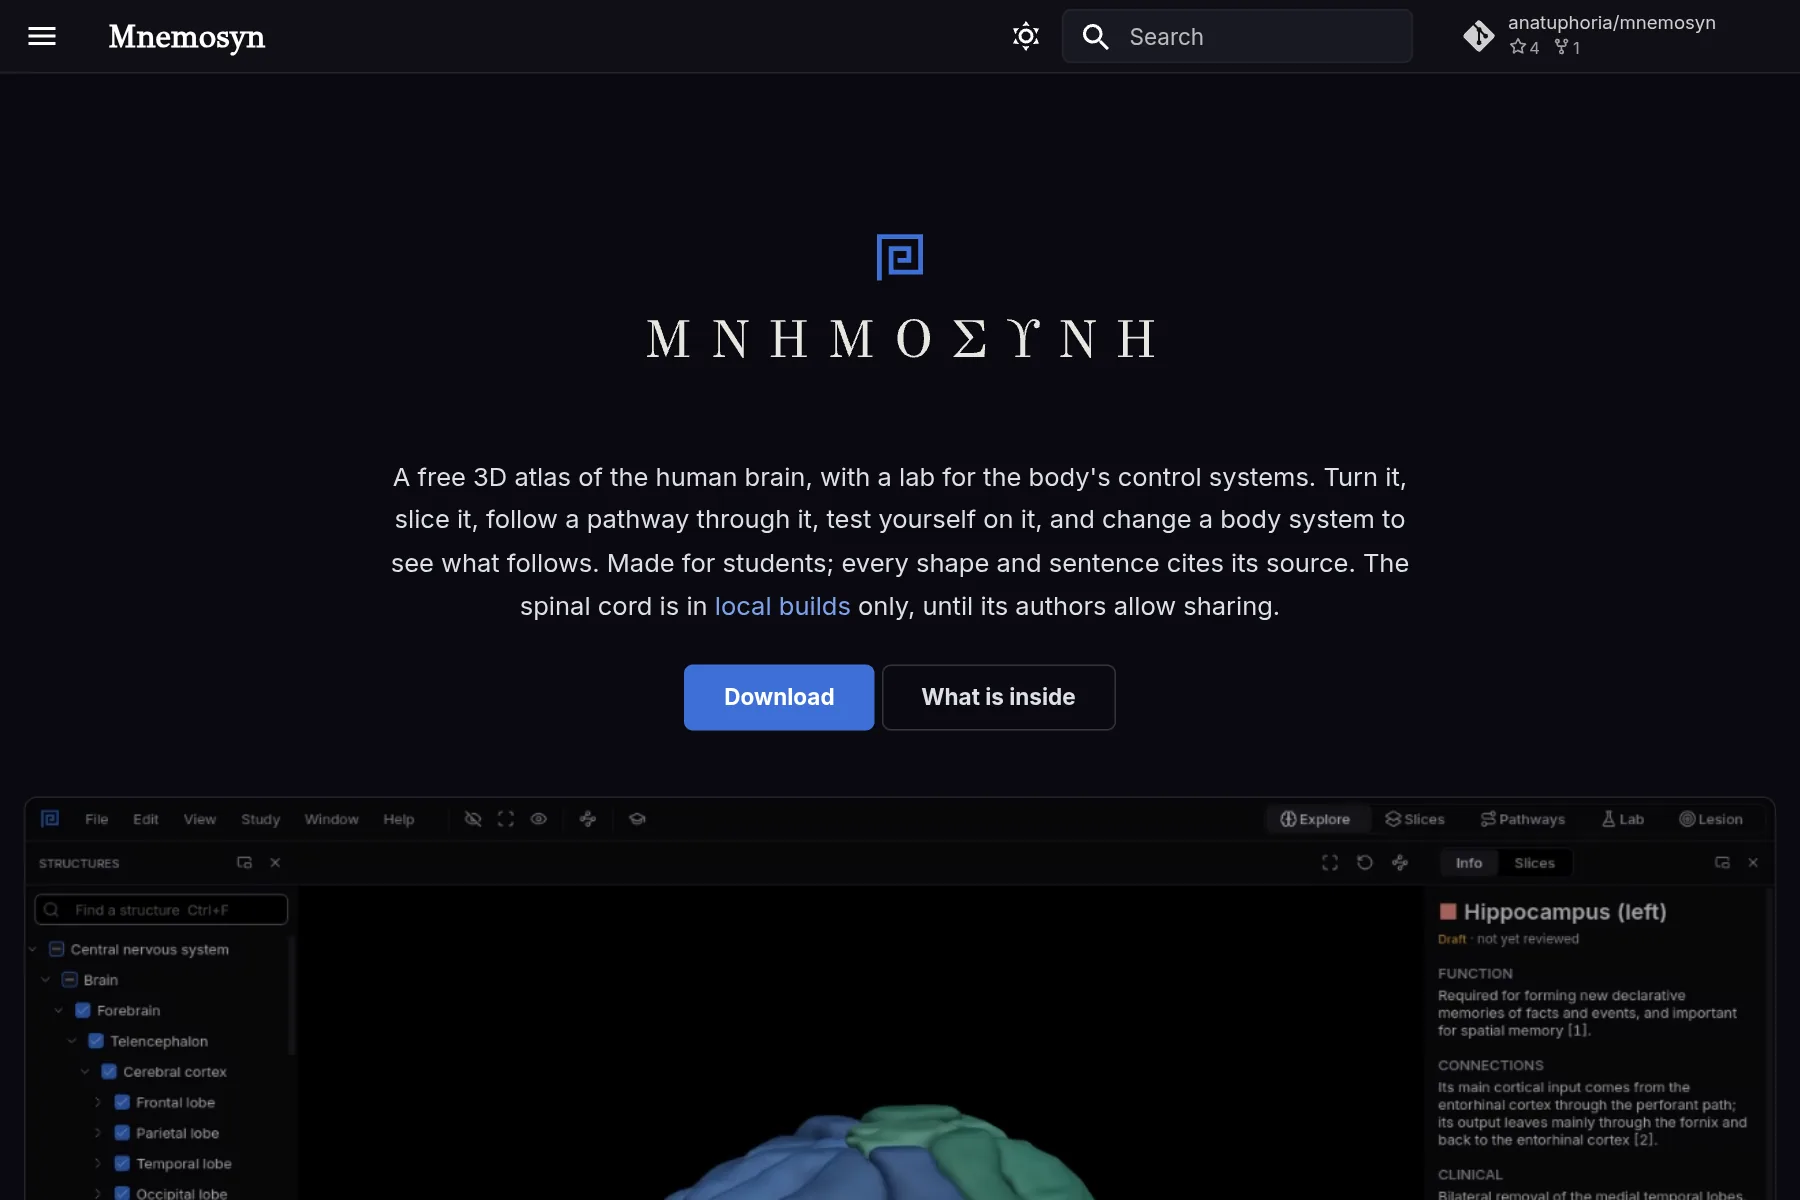 Mnemosyn
Search
anatuphoria/mnemosyn
4 1
ΜΝΗΜΟΣϒΝΗ
A free 3D atlas of the human brain, with a lab for the body's control systems. Turn it,
slice it, follow a pathway through it, test yourself on it, and change a body system to
see what follows. Made for students; every shape and sentence cites its source. The
spinal cord is in local builds only, until its authors allow sharing.
Download What is inside
File Edit View Study Window Help Explore Slices Pathways Lab Lesion
STRUCTURES
Info Slices
Find a structure Ctrl+F
Central nervous system
Brain
Forebrain
Telencephalon
Cerebral cortex
Frontal lobe
Parietal lobe
Temporal lobe
Occipital lobe
Hippocampus (left)
Draft · not yet reviewed
FUNCTION
Required for forming new declarative
memories of facts and events, and important
for spatial memory [1].
CONNECTIONS
Its main cortical input comes from the
entorhinal cortex through the perforant path;
its output leaves mainly through the fornix and
back to the entorhinal cortex [2].
CLINICAL
Bilateral removal of the medial temporal lobes,